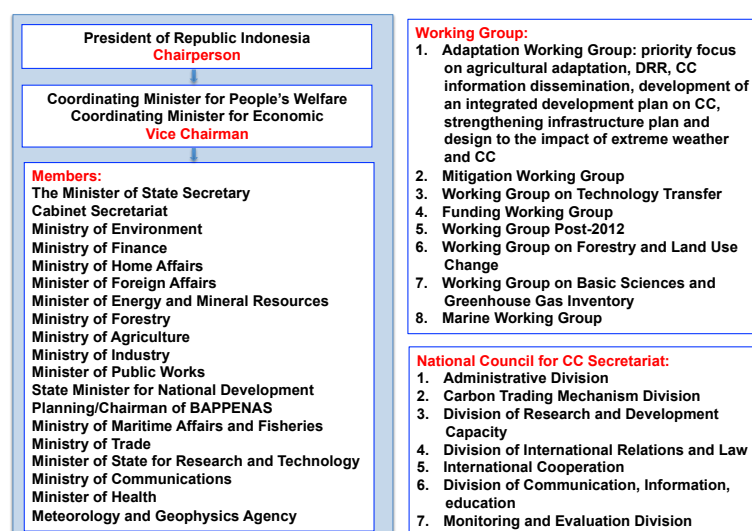 President of Republic Indonesia
Chairperson
Coordinating Minister for People's Welfare
Coordinating Minister for Economic
Vice Chairman
Members:
The Minister of State Secretary
Cabinet Secretariat
Ministry of Environment
Ministry of Finance
Ministry of Home Affairs
Minister of Foreign Affairs
Minister of Energy and Mineral Resources
Ministry of Forestry
Ministry of Agriculture
Ministry of Industry
Minister of Public Works
State Minister for National Development
Planning/Chairman of BAPPENAS
Ministry of Maritime Affairs and Fisheries
Ministry of Trade
Minister of State for Research and Technology
Ministry of Communications
Minister of Health
Meteorology and Geophysics Agency
Working Group:
1. Adaptation Working Group: priority focus
on agricultural adaptation, DRR, CC
information dissemination, development of
an integrated development plan on CC,
strengthening infrastructure plan and
design to the impact of extreme weather
and CC
2. Mitigation Working Group
3. Working Group on Technology Transfer
4. Funding Working Group
5. Working Group Post-2012
6. Working Group on Forestry and Land Use
Change
7. Working Group on Basic Sciences and
Greenhouse Gas Inventory
8. Marine Working Group
National Council for CC Secretariat:
1. Administrative Division
2. Carbon Trading Mechanism Division
3. Division of Research and Development
Capacity
4. Division of International Relations and Law
5. International Cooperation
6. Division of Communication, Information,
education
7. Monitoring and Evaluation Division